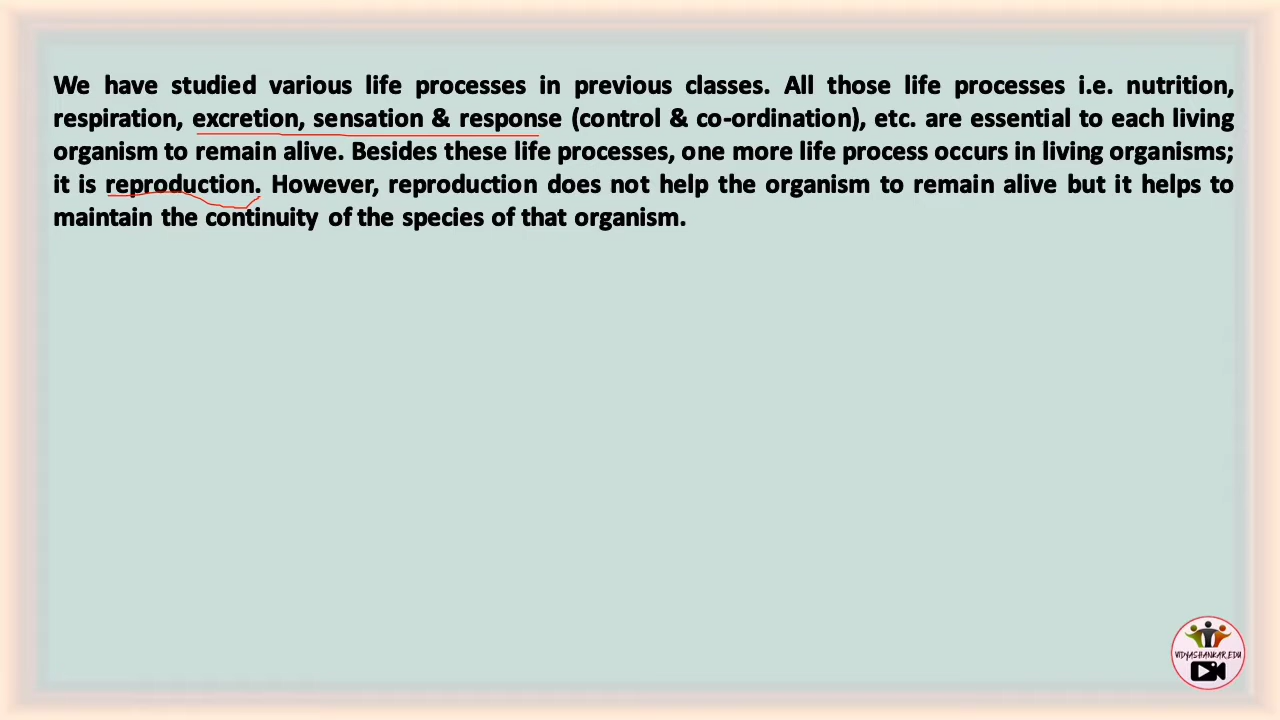 We have studied various life processes in previous classes. All those life processes i.e. nutrition,
respiration, excretion, sensation & response (control & co-ordination), etc. are essential to each living
organism to remain alive. Besides these life processes, one more life process occurs in living organisms;
it is reproduction. However, reproduction does not help the organism to remain alive but it helps to
maintain the continuity of the species of that organism.
VIDYASHANKAR.EDU